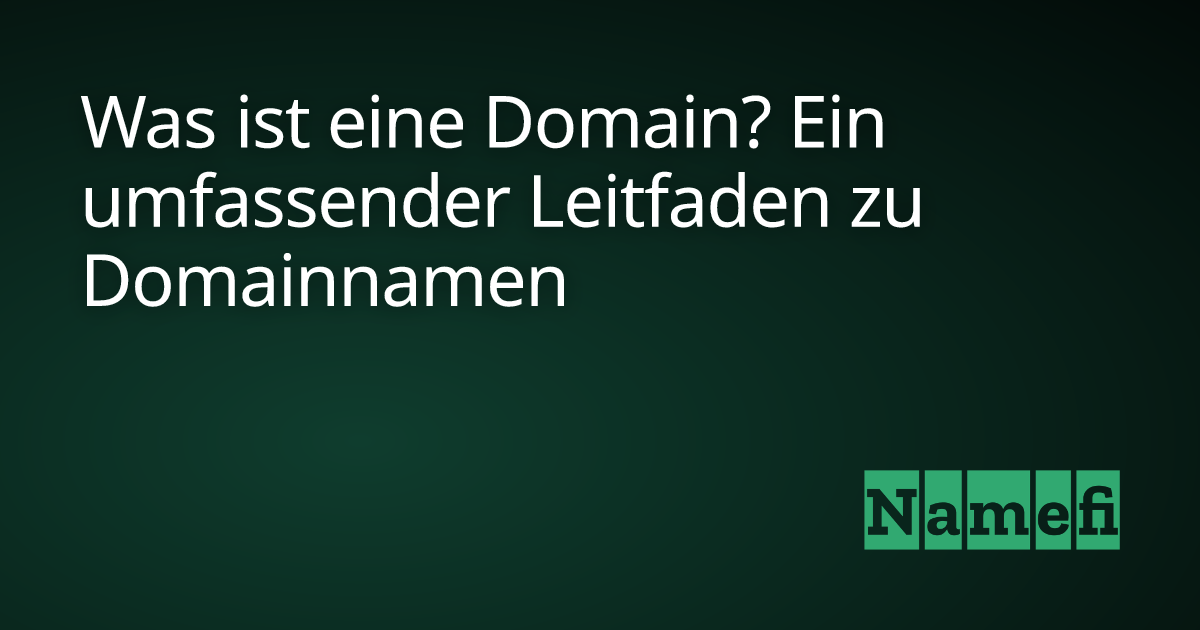 Was ist eine Domain? Ein
umfassender Leitfaden zu
Domainnamen
Namefi